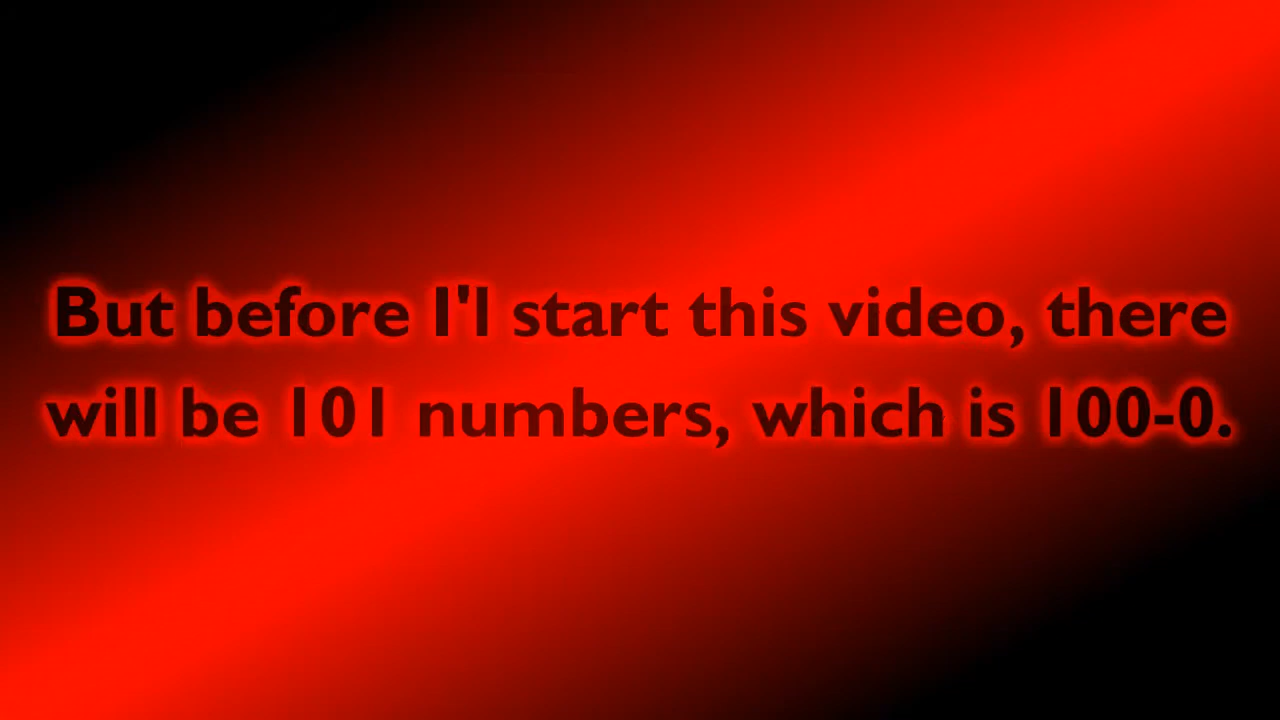 But before I'l start this video, there
will be 101 numbers, which is 100-0.